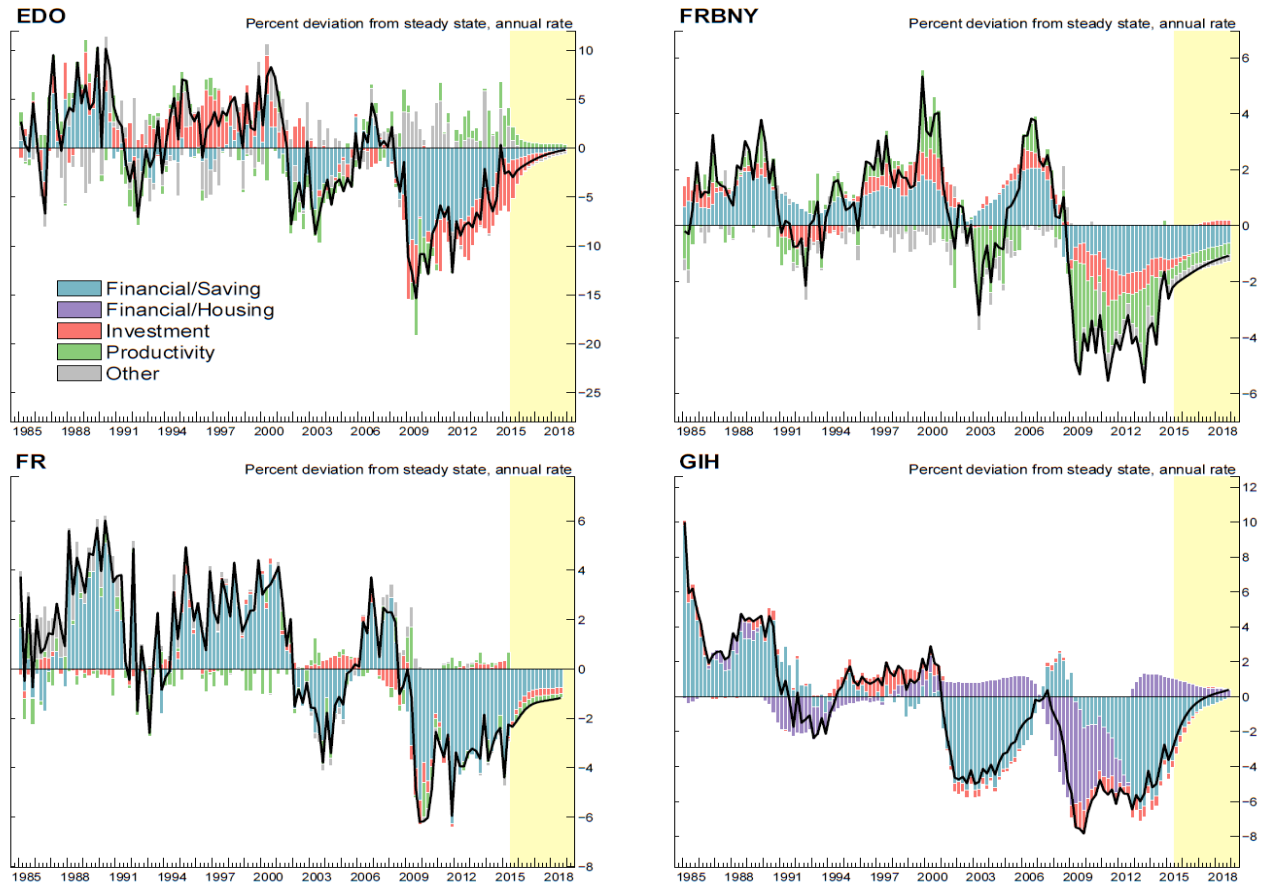 EDO
Percent deviation from steady state, annual rate
10
5
0
−5
−10
−15
−20
−25
Financial/Saving
Financial/Housing
Investment
Productivity
Other
1985 1988 1991 1994 1997 2000 2003 2006 2009 2012 2015 2018
FRBNY
Percent deviation from steady state, annual rate
4
2
0
−2
−4
−6
1985 1988 1991 1994 1997 2000 2003 2006 2009 2012 2015 2018
FR
Percent deviation from steady state, annual rate
6
4
2
0
−2
−4
−6
−8
1985 1988 1991 1994 1997 2000 2003 2006 2009 2012 2015 2018
GIH
Percent deviation from steady state, annual rate
12
10
8
6
4
2
0
−2
−4
−6
−8
1985 1988 1991 1994 1997 2000 2003 2006 2009 2012 2015 2018